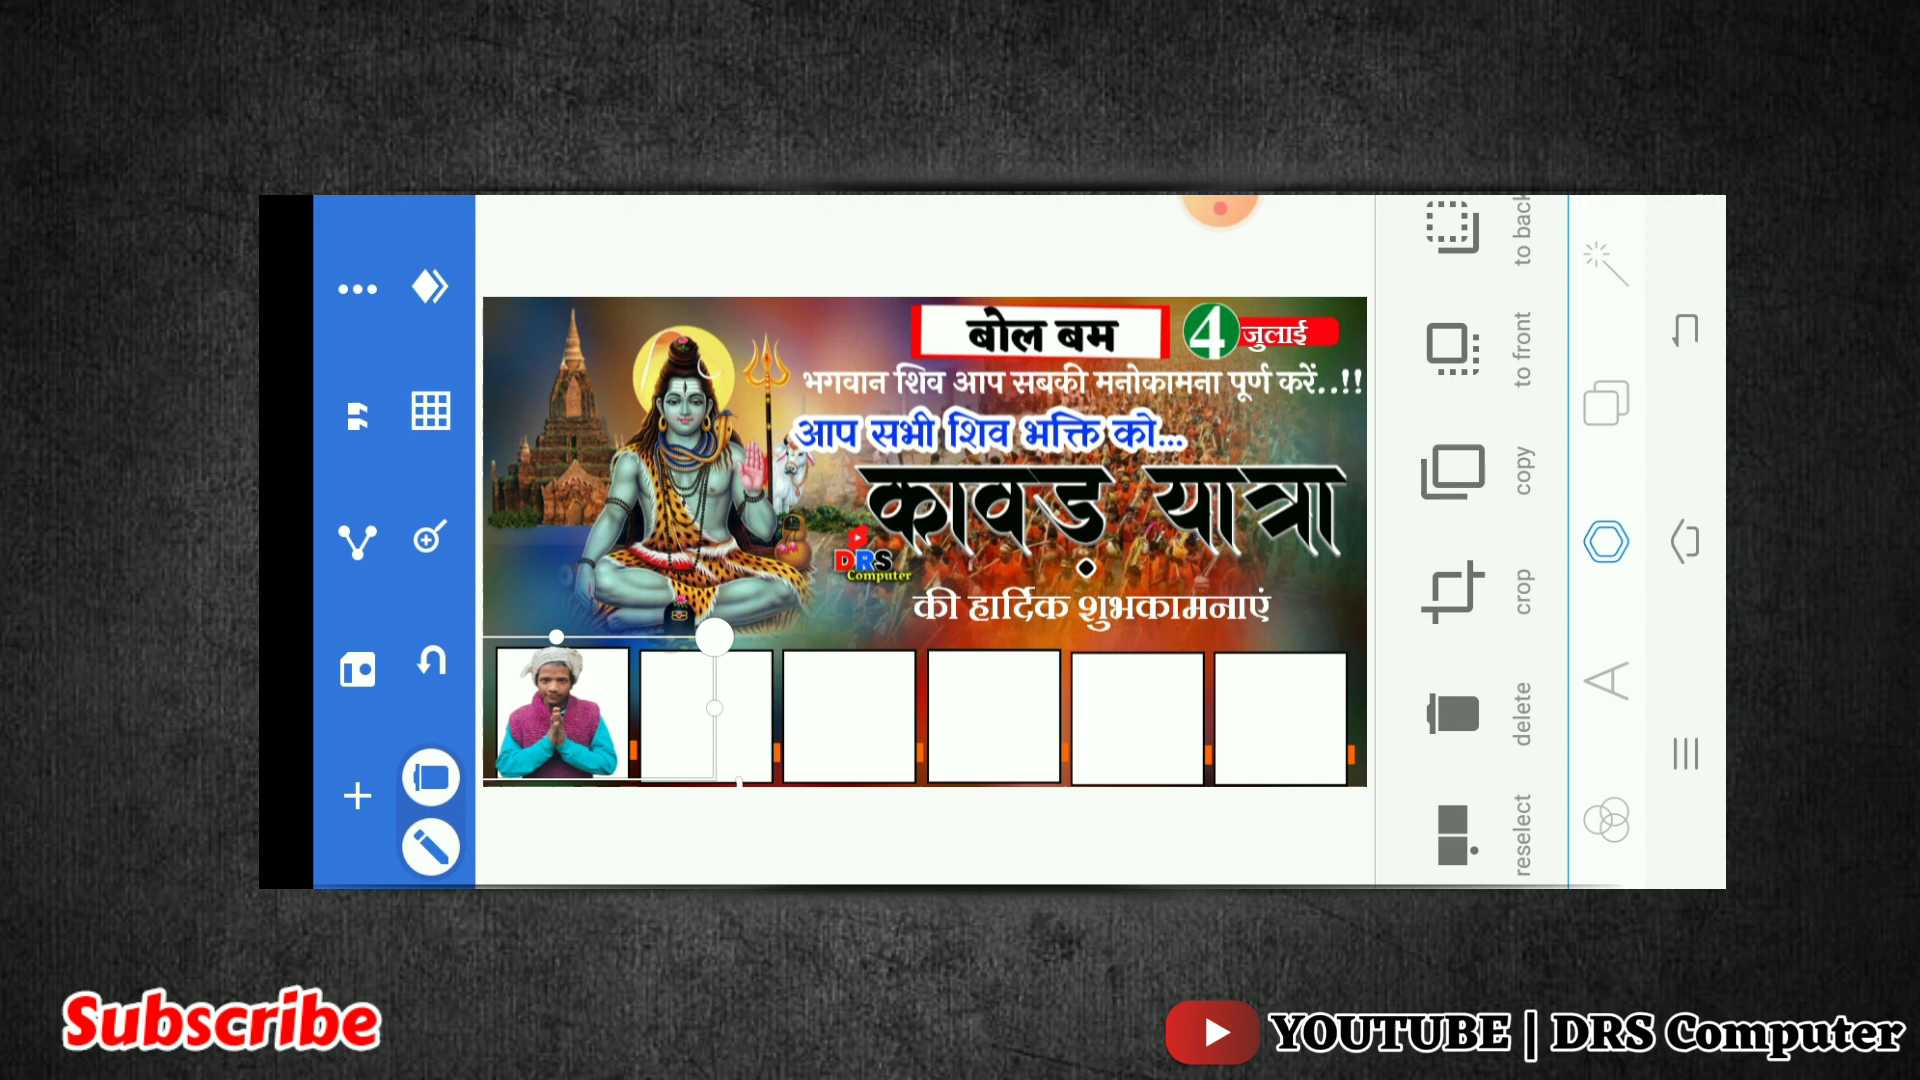 बोल बम
4 जुलाई
भगवान शिव आप सबकी मनोकामना पूर्ण करें..!!
आप सभी शिव भक्ति को...
कावड़ यात्रा
DRS
Computer
की हार्दिक शुभकामनाएं
to back
to front
copy
crop
delete
reselect
A
Subscribe
YOUTUBE | DRS Computer